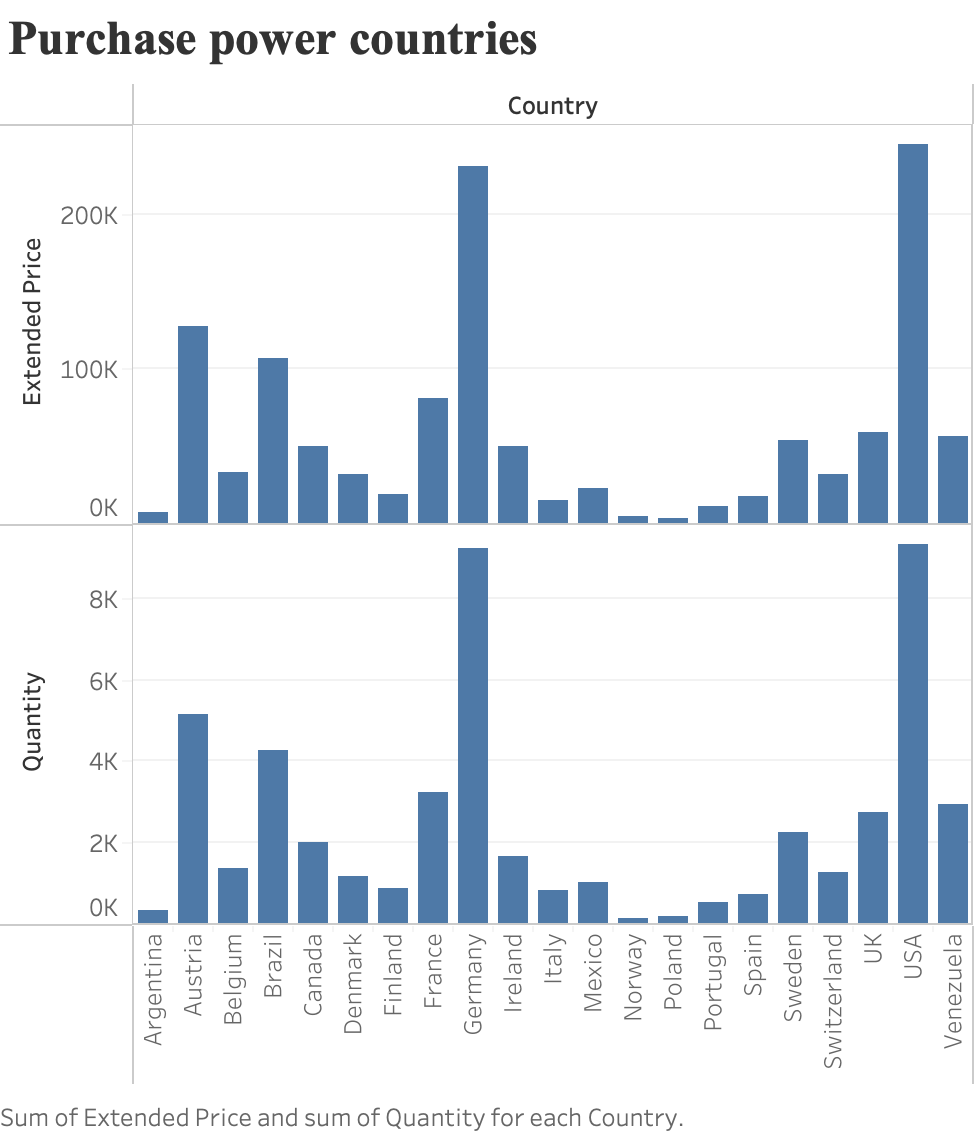 Purchase power countries
Country
Extended Price
200K
100K
0K
Quantity
8K
6K
4K
2K
0K
Argentina
Austria
Belgium
Brazil
Canada
Denmark
Finland
France
Germany
Ireland
Italy
Mexico
Norway
Poland
Portugal
Spain
Sweden
Switzerland
UK
USA
Venezuela
Sum of Extended Price and sum of Quantity for each Country.